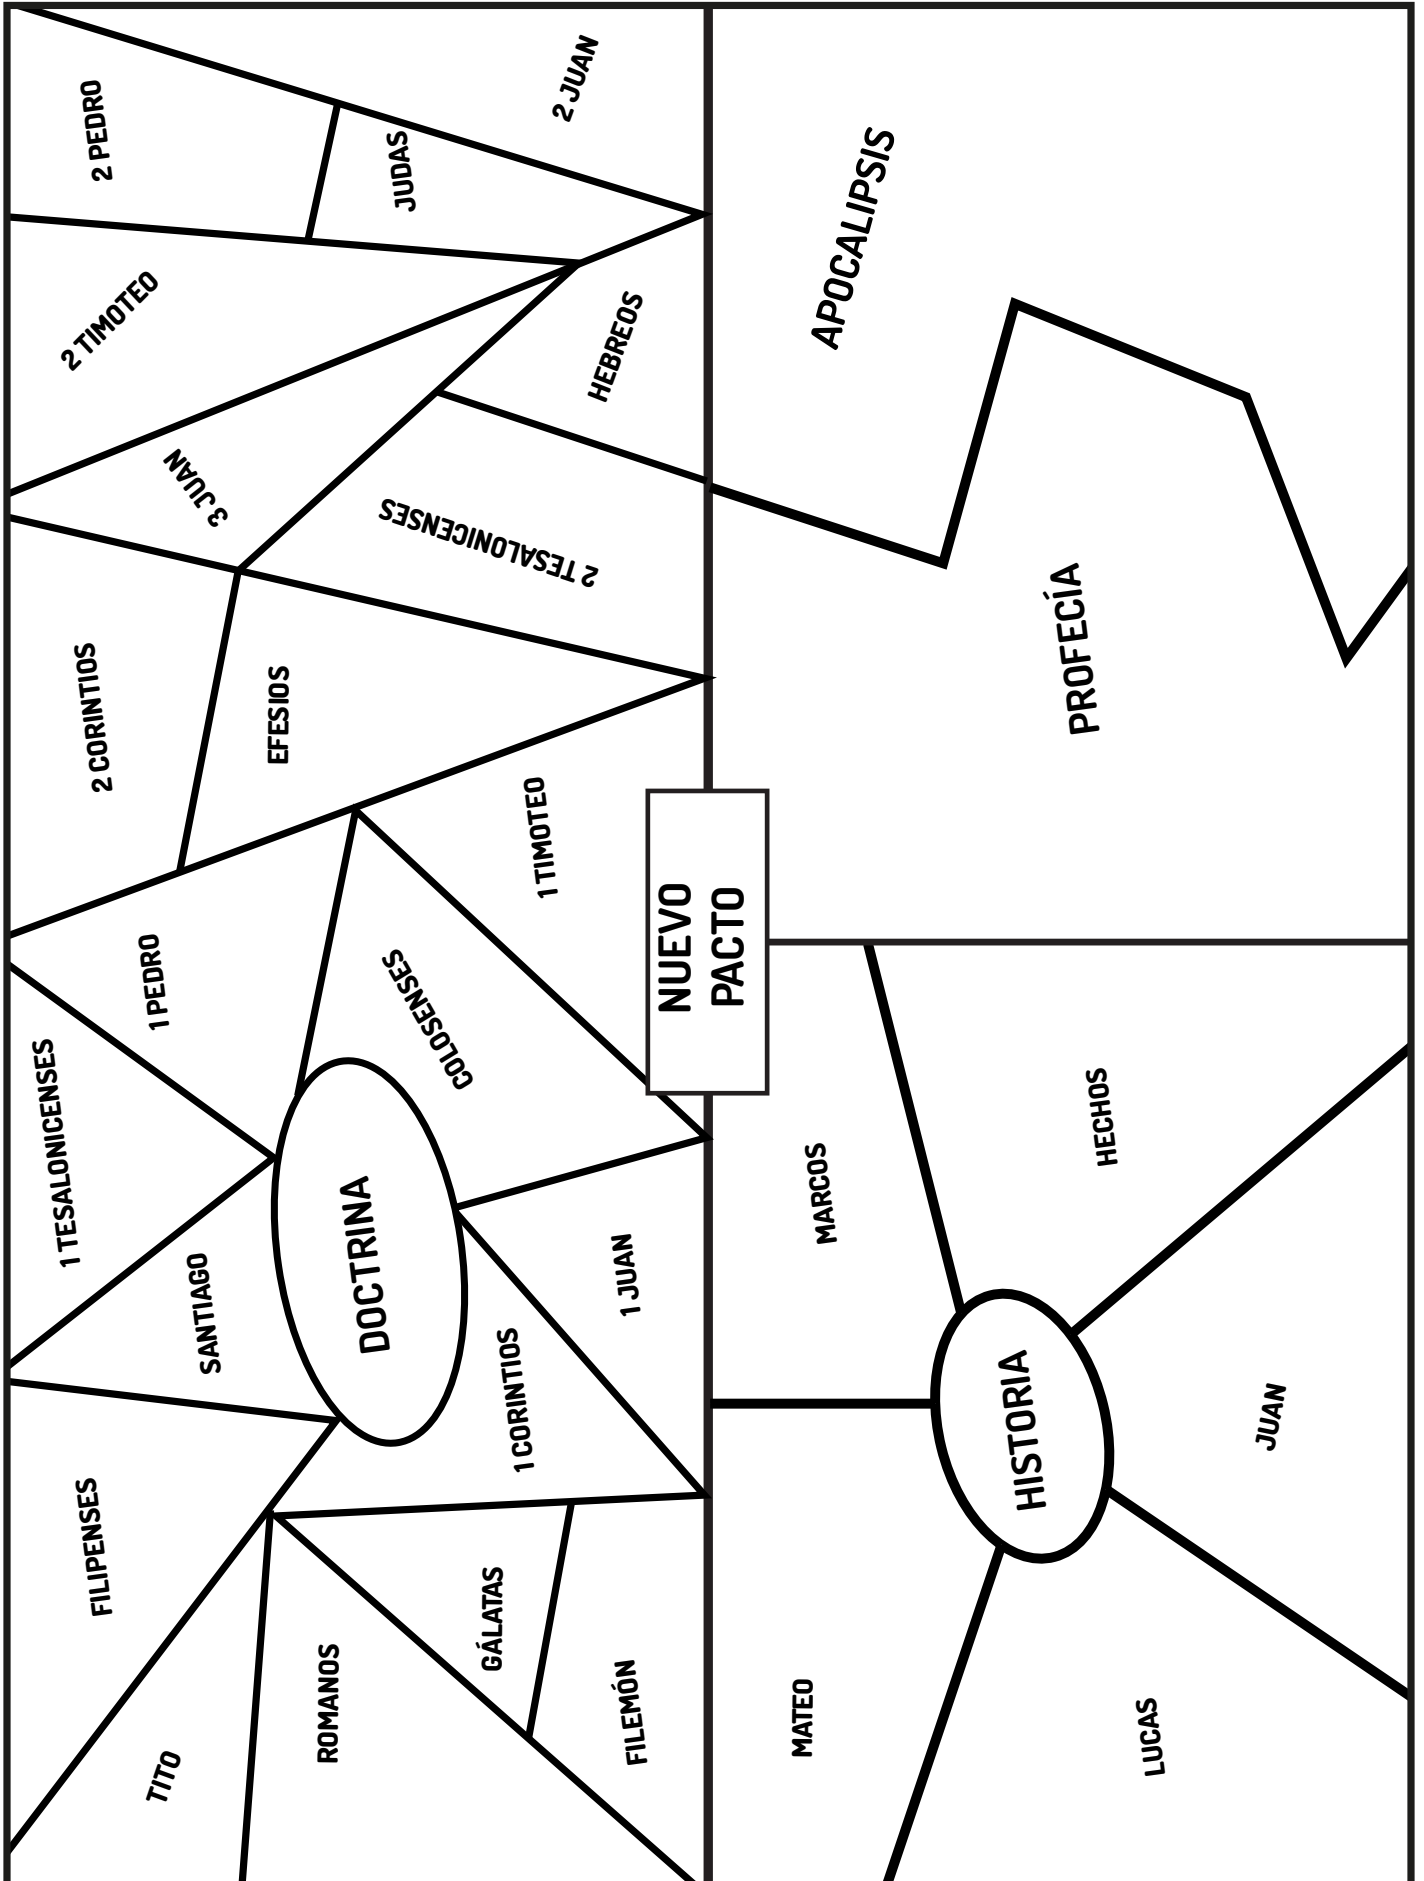 2 PEDRO
JUDAS
2 JUAN
2 TIMOTEO
HEBREOS
3 JUAN
2 TESALONICENSES
2 CORINTIOS
EFESIOS
1 TIMOTEO
1 PEDRO
COLOSENSES
1 TESALONICENSES
SANTIAGO
DOCTRINA
1 JUAN
1 CORINTIOS
FILIPENSES
TITO
ROMANOS
GÁLATAS
FILEMÓN
NUEVO
PACTO
APOCALIPSIS
PROFECÍA
MARCOS
HECHOS
HISTORIA
JUAN
MATEO
LUCAS